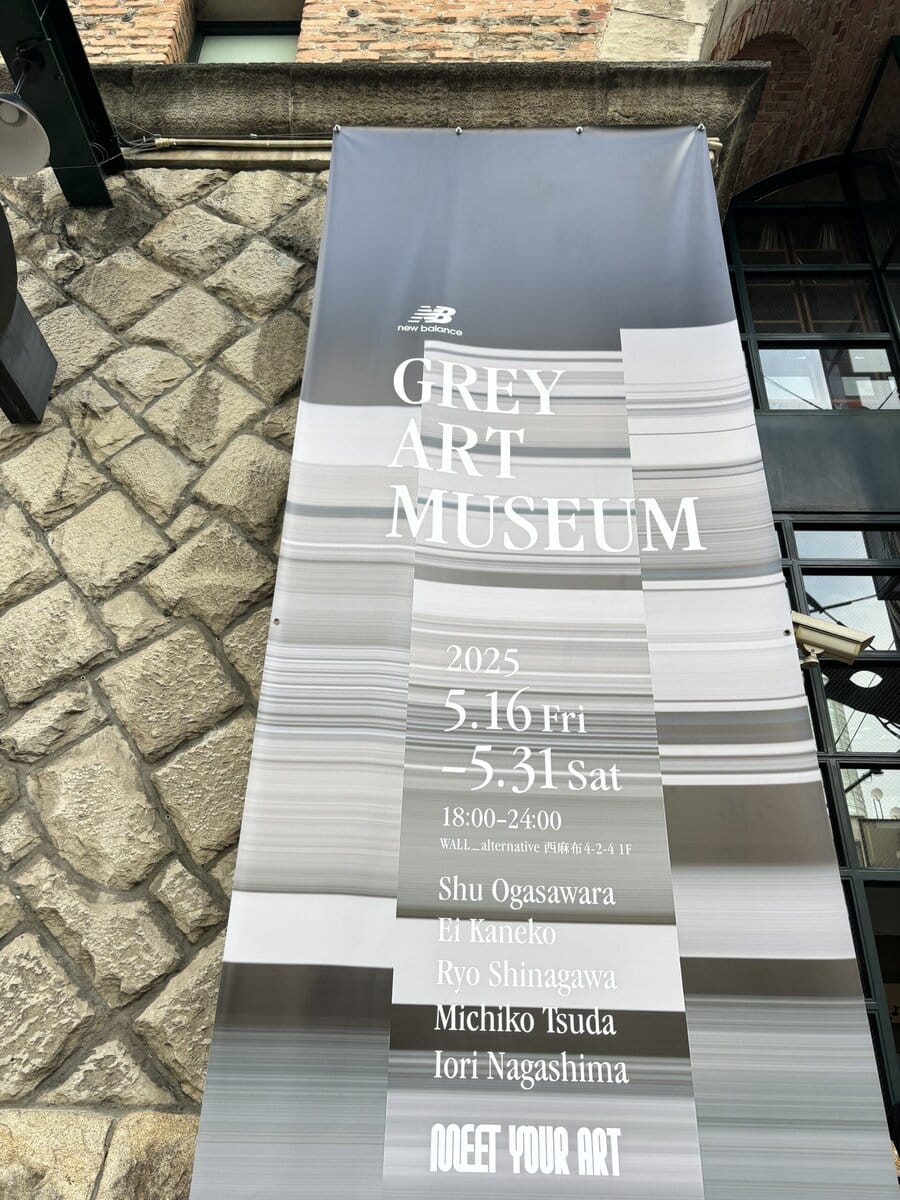 NB
new balance
GREY
ART
MUSEUM
2025
5.16 Fri
–5.31 Sat
18:00–24:00
WALL_alternative 西麻布4-2-4 1F
Shu Ogasawara
Ei Kaneko
Ryo Shinagawa
Michiko Tsuda
Iori Nagashima
MEET YOUR ART